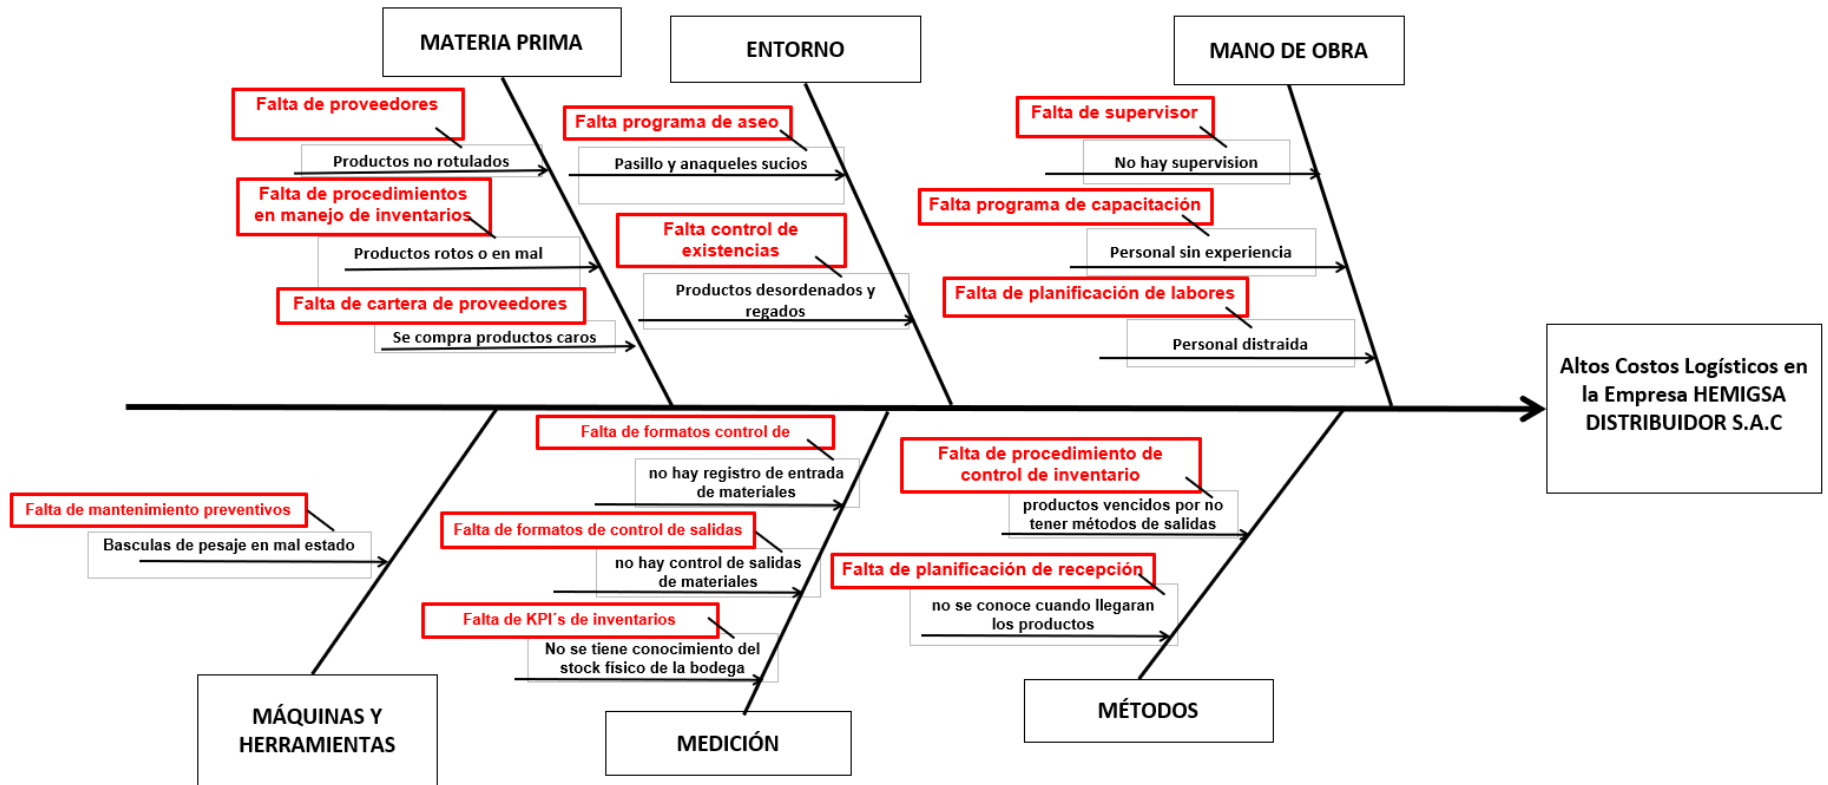 MATERIA PRIMA
ENTORNO
MANO DE OBRA
Falta de proveedores
Productos no rotulados
Falta de procedimientos
en manejo de inventarios
Productos rotos o en mal
Falta de cartera de proveedores
Se compra productos caros
Falta programa de aseo
Pasillo y anaqueles sucios
Falta control de
existencias
Productos desordenados y
regados
Falta de supervisor
No hay supervision
Falta programa de capacitación
Personal sin experiencia
Falta de planificación de labores
Personal distraida
Altos Costos Logísticos en
la Empresa HEMIGSA
DISTRIBUIDOR S.A.C
Falta de mantenimiento preventivos
Basculas de pesaje en mal estado
Falta de formatos control de
no hay registro de entrada
de materiales
Falta de formatos de control de salidas
no hay control de salidas
de materiales
Falta de KPI´s de inventarios
No se tiene conocimiento del
stock físico de la bodega
Falta de procedimiento de
control de inventario
productos vencidos por no
tener métodos de salidas
Falta de planificación de recepción
no se conoce cuando llegaran
los productos
MÁQUINAS Y
HERRAMIENTAS
MEDICIÓN
MÉTODOS